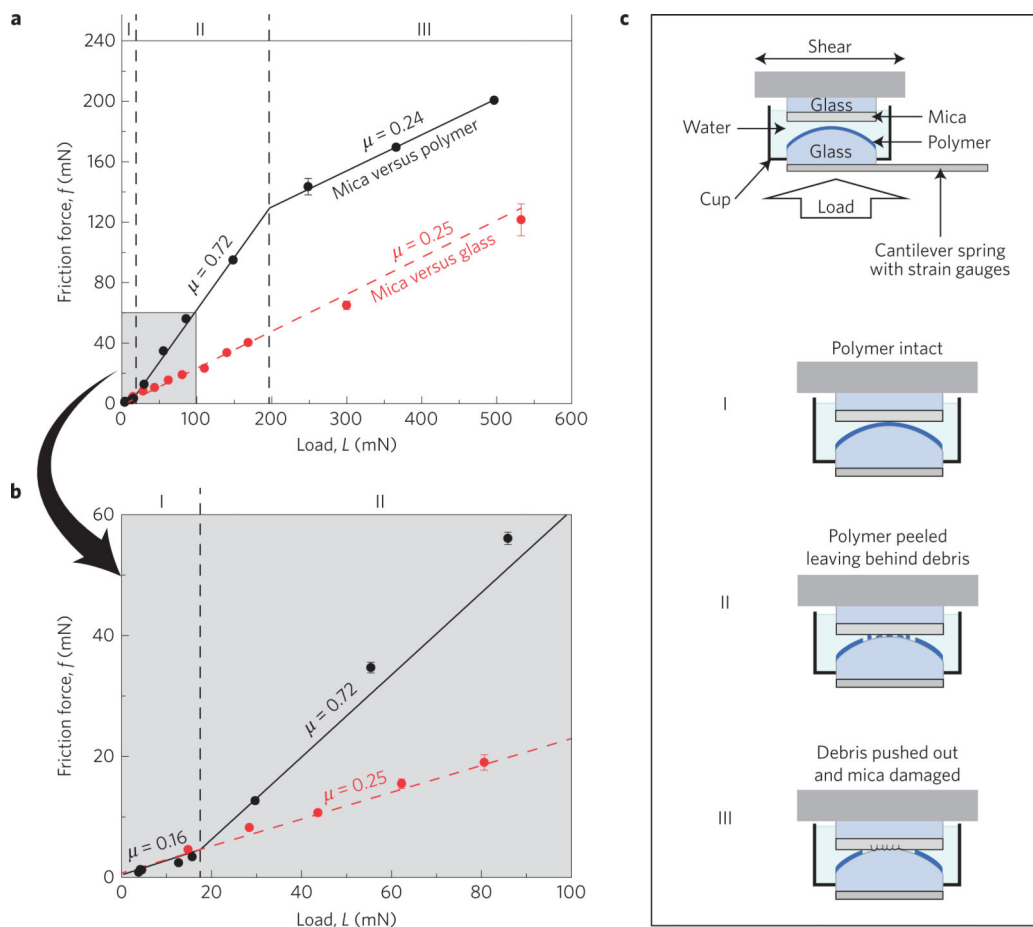 a
I
II
III
240
200
160
120
80
40
0
Friction force, f (mN)
μ = 0.24
Mica versus polymer
μ = 0.72
μ = 0.25
Mica versus glass
0
100
200
300
400
500
600
Load, L (mN)
b
I
II
60
40
20
0
Friction force, f (mN)
μ = 0.72
μ = 0.25
μ = 0.16
0
20
40
60
80
100
Load, L (mN)
c
Shear
Glass
Mica
Water
Polymer
Glass
Cup
Load
Cantilever spring
with strain gauges
Polymer intact
I
Polymer peeled
leaving behind debris
II
Debris pushed out
and mica damaged
III